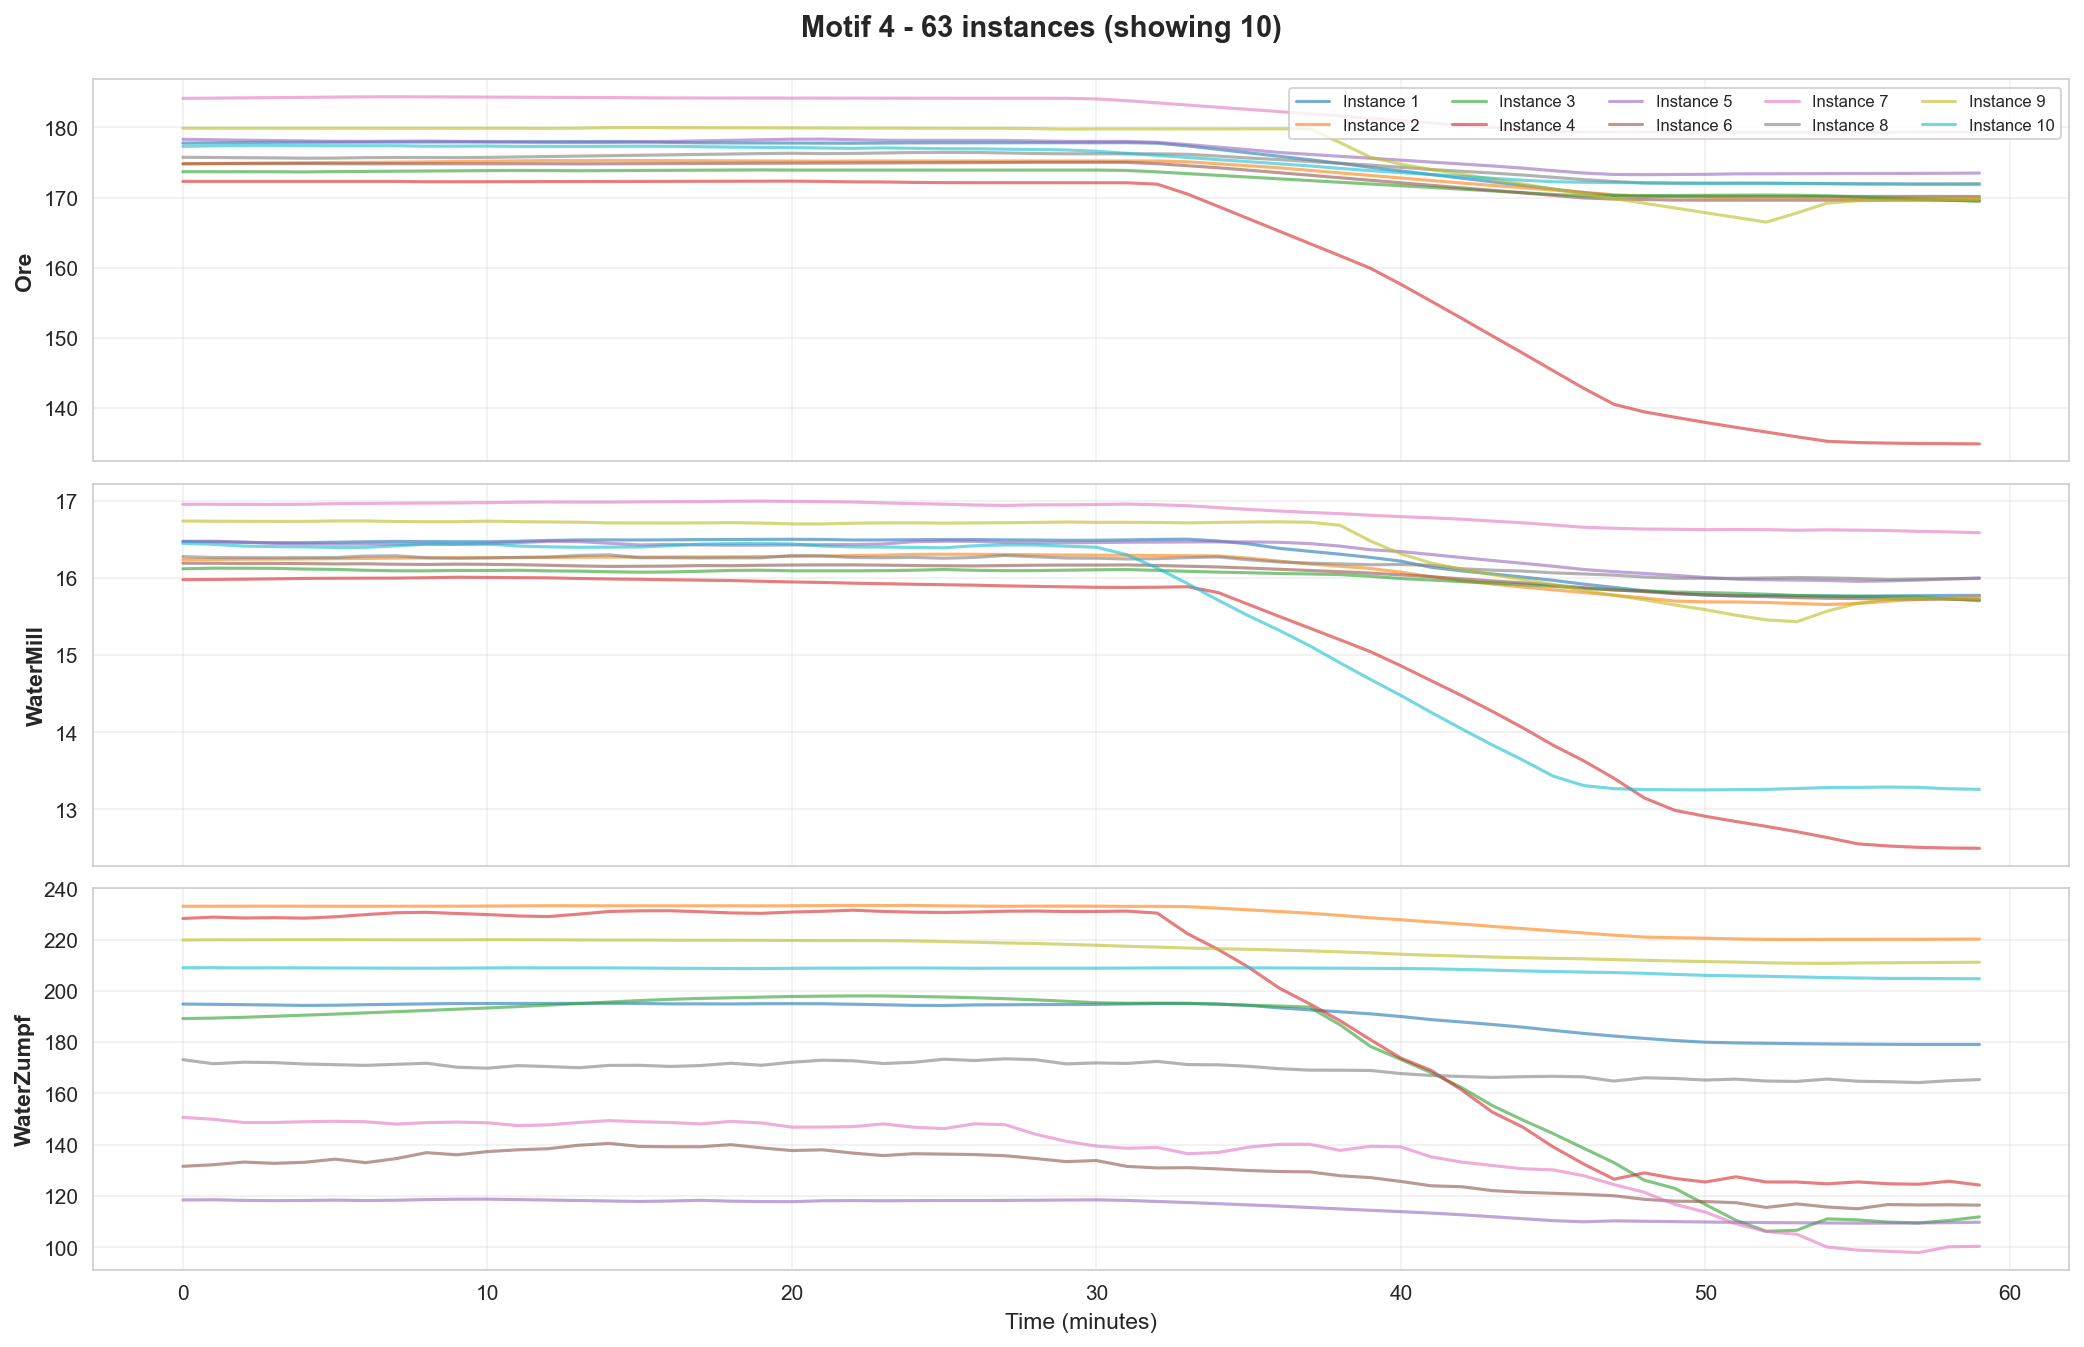 Motif 4 - 63 instances (showing 10)
Instance 1 Instance 3 Instance 5 Instance 7 Instance 9
Instance 2 Instance 4 Instance 6 Instance 8 Instance 10
180
170
160
150
140
Ore
17
16
15
14
13
WaterMill
240
220
200
180
160
140
120
100
WaterZumpf
0 10 20 30 40 50 60
Time (minutes)